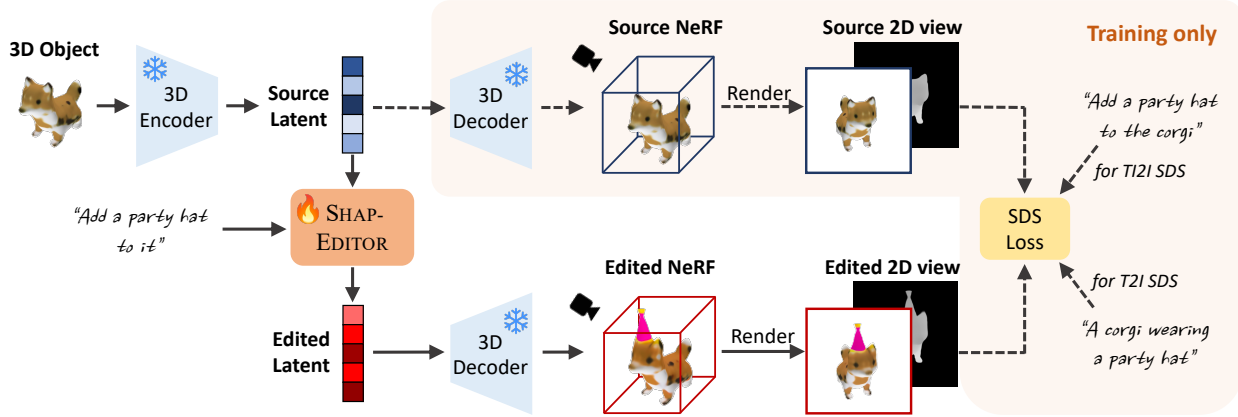 3D Object
3D
Encoder
Source
Latent
3D
Decoder
Source NeRF
Render
Source 2D view
Training only
“Add a party hat
to the corgi”
for TI2I SDS
“Add a party hat
to it”
SHAP-
EDITOR
SDS
Loss
Edited
Latent
3D
Decoder
Edited NeRF
Render
Edited 2D view
for T2I SDS
“A corgi wearing
a party hat”